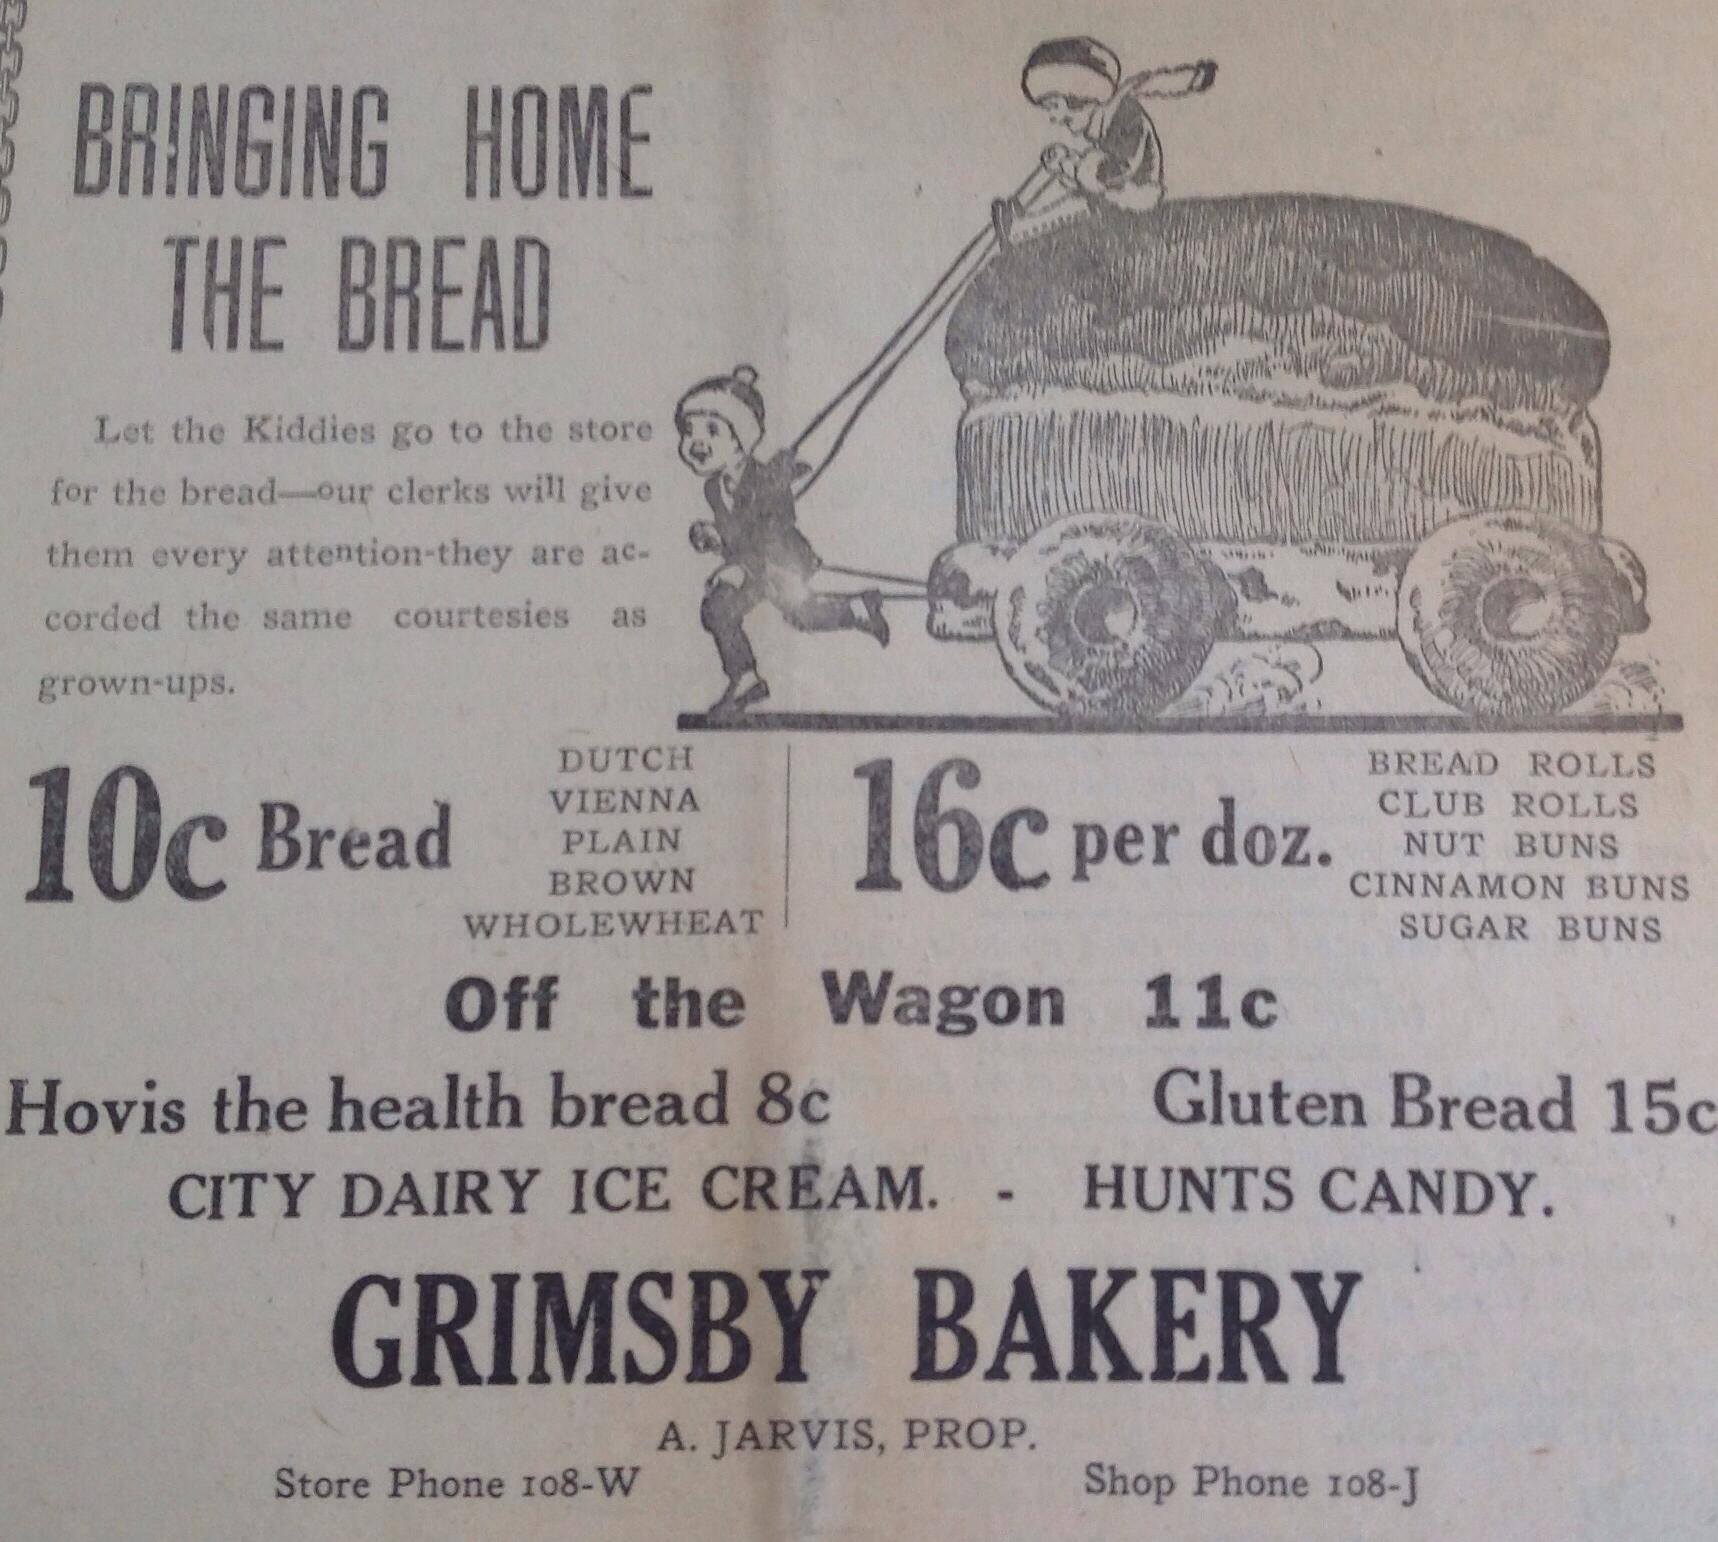 BRINGING HOME
THE BREAD
Let the Kiddies go to the store
for the bread—our clerks will give
them every attention-they are ac-
corded the same courtesies as
grown-ups.
10c Bread
DUTCH
VIENNA
PLAIN
BROWN
WHOLEWHEAT
16c per doz.
BREAD ROLLS
CLUB ROLLS
NUT BUNS
CINNAMON BUNS
SUGAR BUNS
Off the Wagon 11c
Hovis the health bread 8c
Gluten Bread 15c
CITY DAIRY ICE CREAM. - HUNTS CANDY.
GRIMSBY BAKERY
A. JARVIS, PROP.
Store Phone 108-W
Shop Phone 108-J